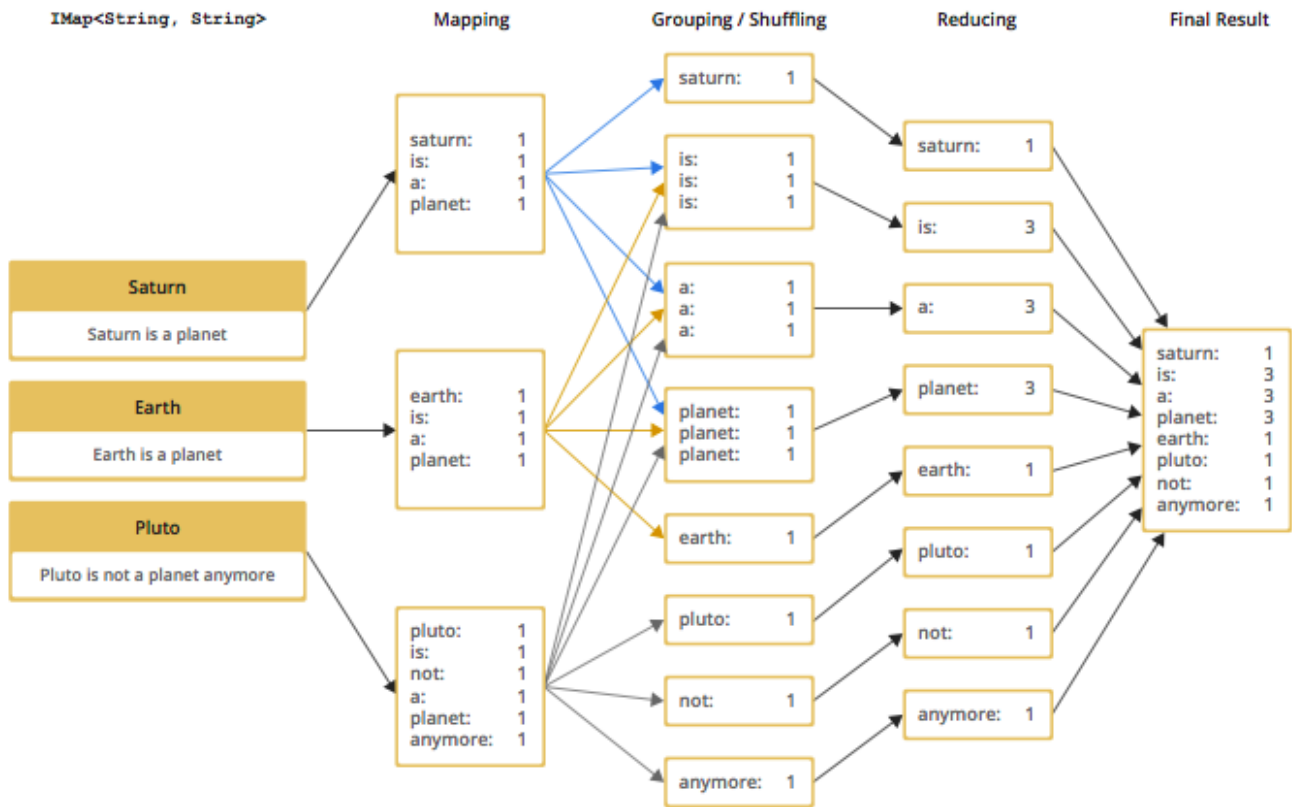 IMap<String, String>
Mapping
Grouping / Shuffling
Reducing
Final Result
Saturn
Saturn is a planet
Earth
Earth is a planet
Pluto
Pluto is not a planet anymore
saturn: 1
is: 1
a: 1
planet: 1
earth: 1
is: 1
a: 1
planet: 1
pluto: 1
is: 1
not: 1
a: 1
planet: 1
anymore: 1
saturn: 1
is: 1
is: 1
is: 1
a: 1
a: 1
a: 1
planet: 1
planet: 1
planet: 1
earth: 1
pluto: 1
not: 1
anymore: 1
saturn: 1
is: 3
a: 3
planet: 3
earth: 1
pluto: 1
not: 1
anymore: 1
saturn: 1
is: 3
a: 3
planet: 3
earth: 1
pluto: 1
not: 1
anymore: 1